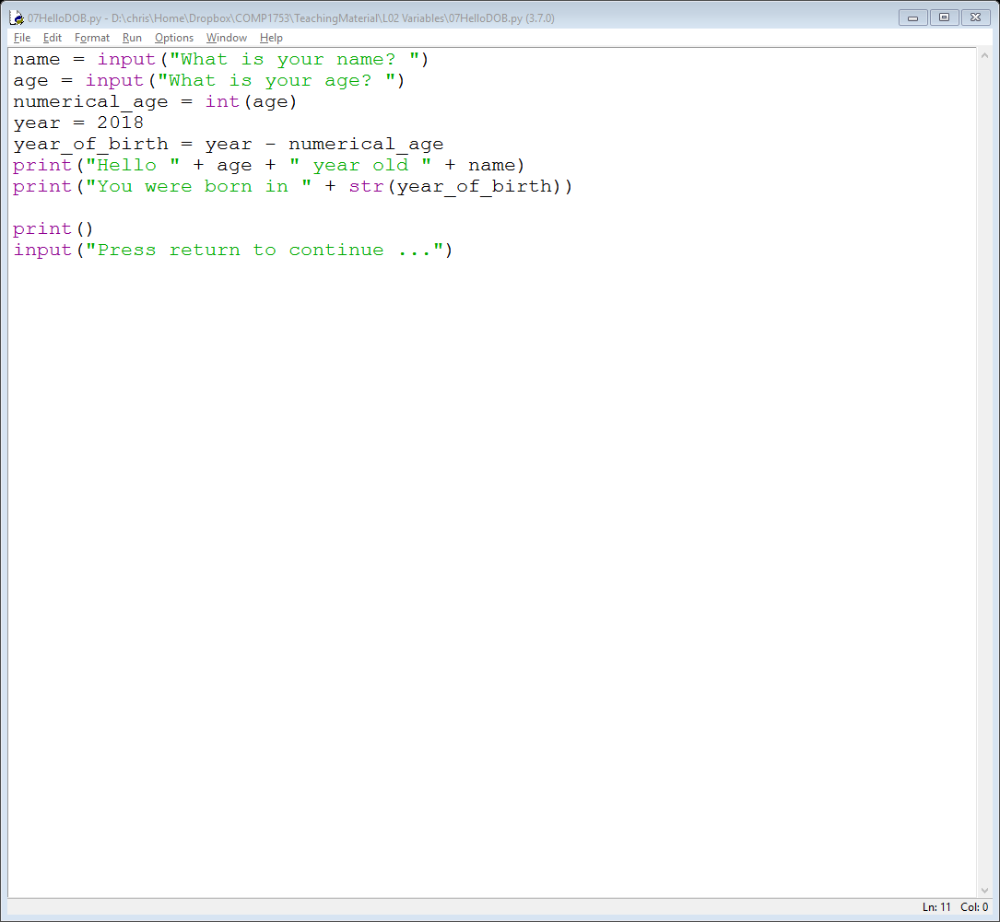 07HelloDOB.py - D:\chris\Home\Dropbox\COMP1753\TeachingMaterial\L02 Variables\07HelloDOB.py (3.7.0)
File Edit Format Run Options Window Help
name = input("What is your name? ")
age = input("What is your age? ")
numerical_age = int(age)
year = 2018
year_of_birth = year - numerical_age
print("Hello " + age + " year old " + name)
print("You were born in " + str(year_of_birth))
print()
input("Press return to continue ...")
Ln: 11 Col: 0